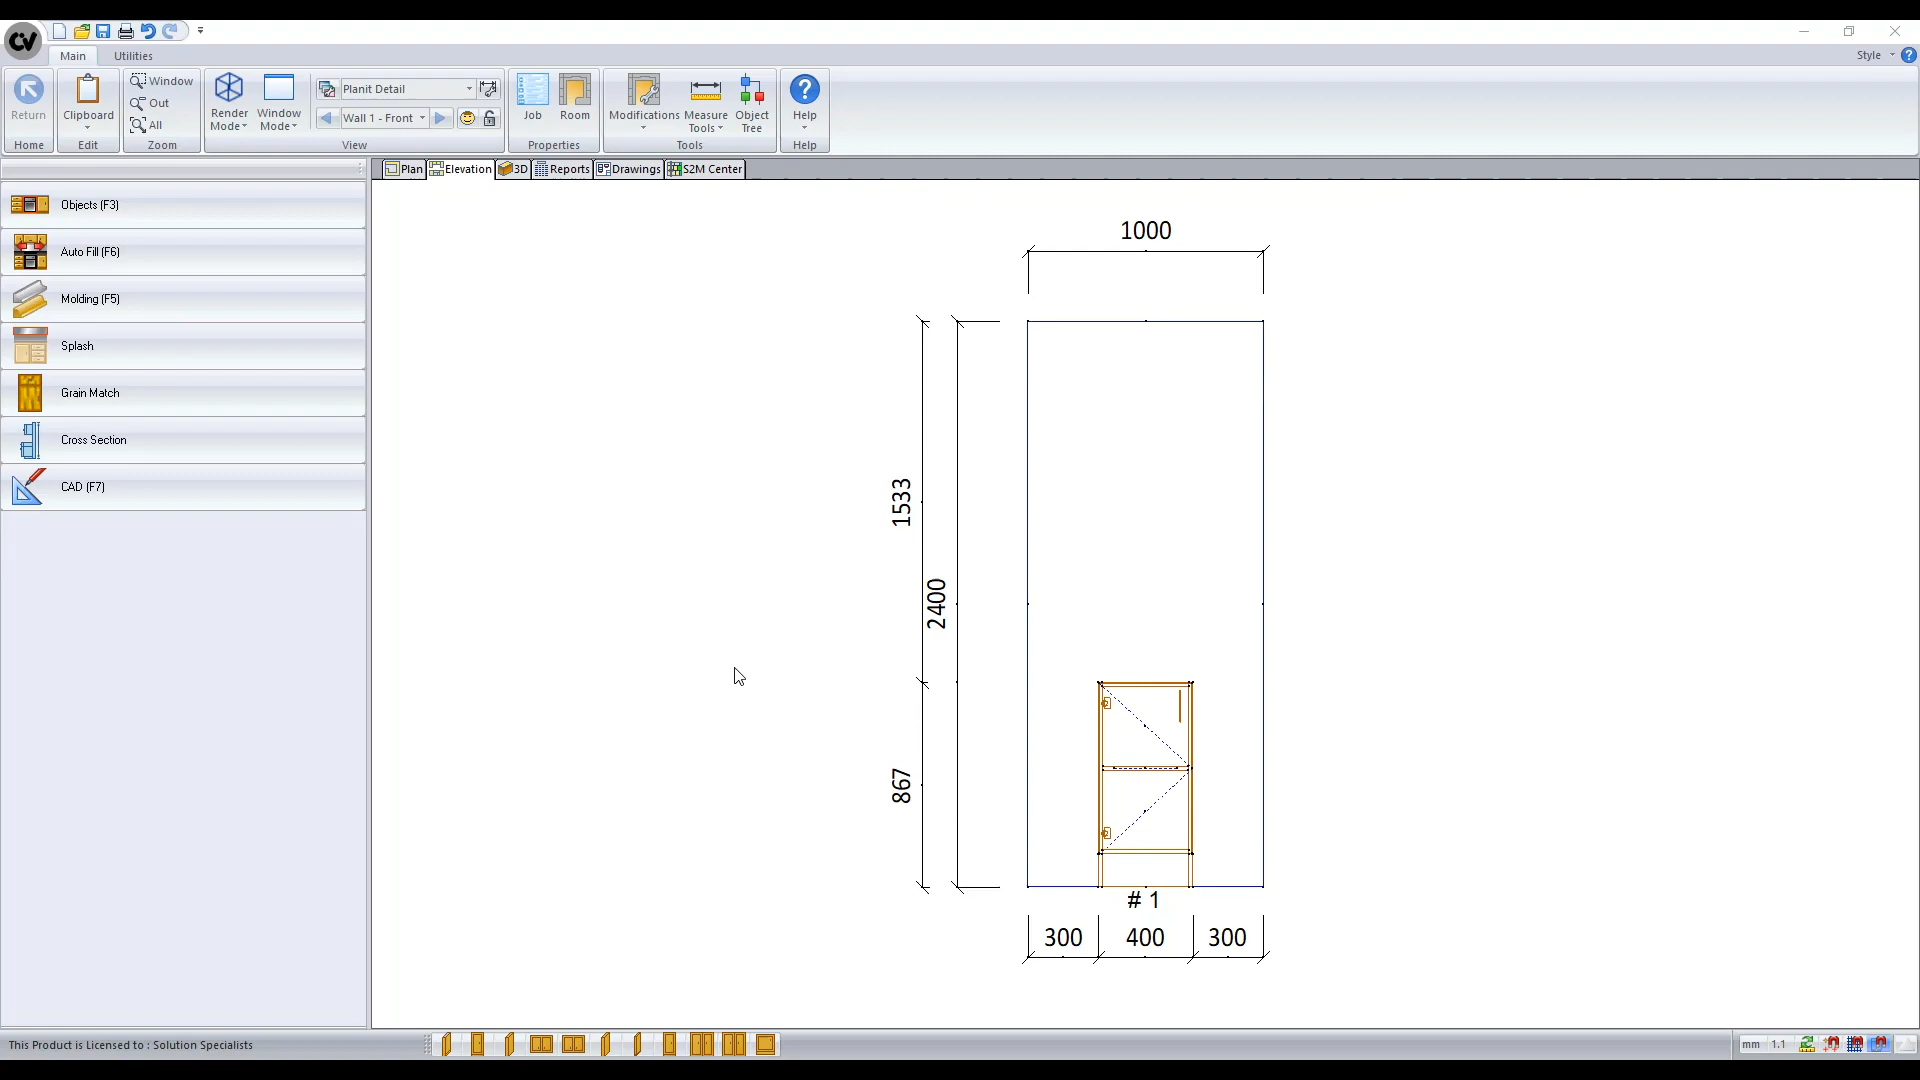 CV
Main Utilities Style
Return Clipboard Window Out All Render Mode Window Mode Planit Detail Wall 1 - Front Job Room Modifications Measure Tools Object Tree Help
Home Edit Zoom View Properties Tools Help
Plan Elevation 3D Reports Drawings S2M Center
Objects (F3)
Auto Fill (F6)
Molding (F5)
Splash
Grain Match
Cross Section
CAD (F7)
1000
1533
2400
867
# 1
300 400 300
This Product is Licensed to : Solution Specialists
mm 1.1